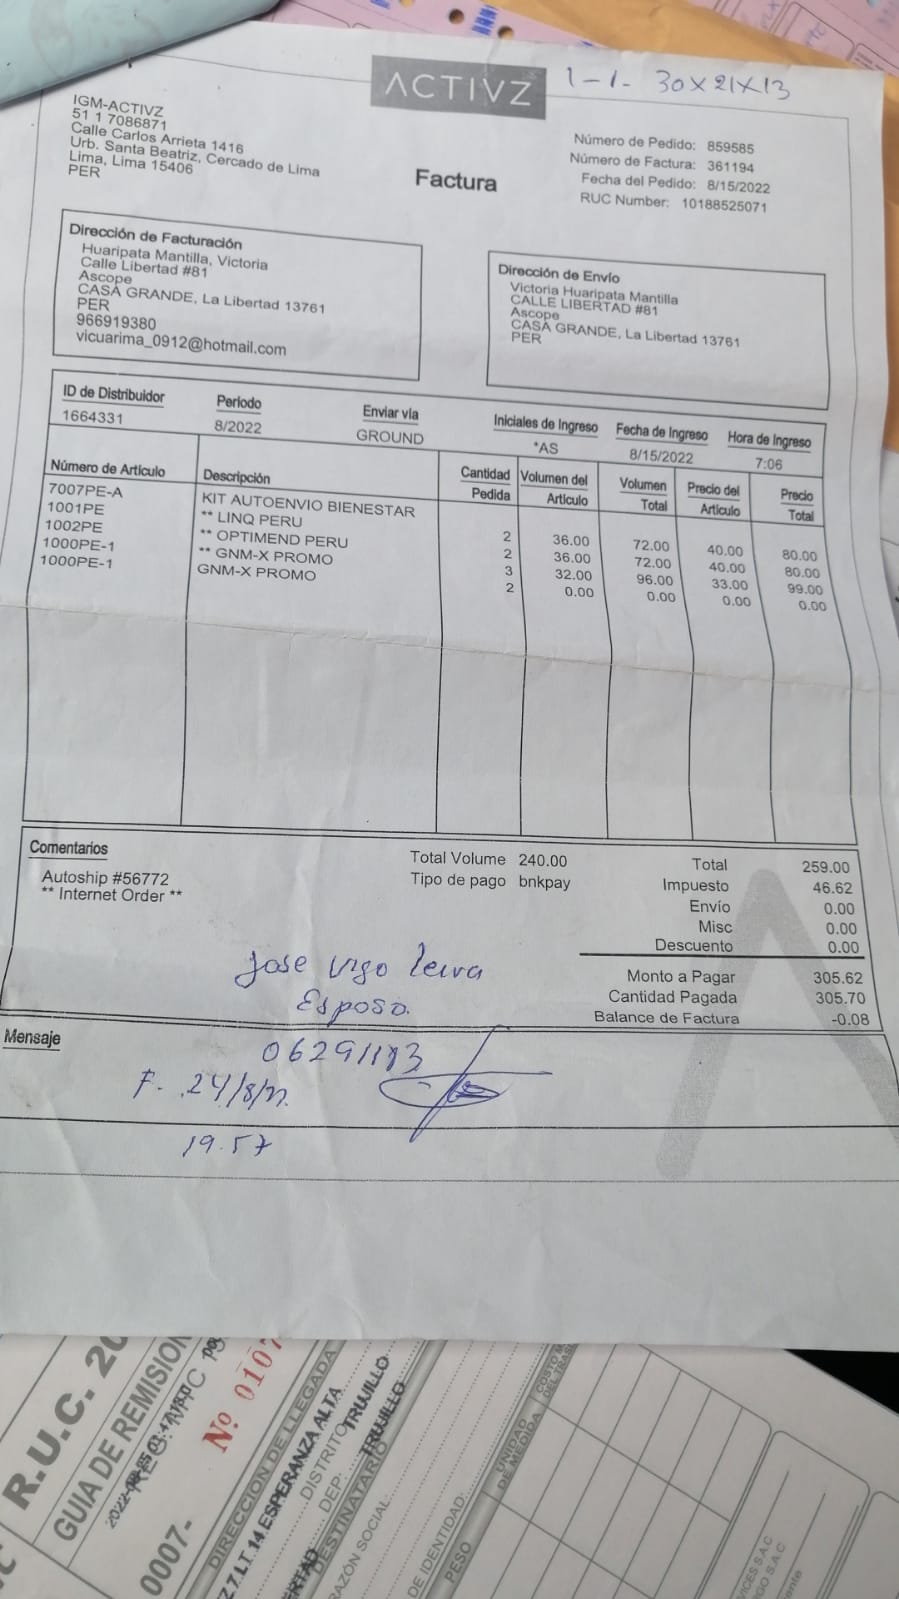 ACTIVZ
1-1- 30x21x13
IGM-ACTIVZ
51 1 7086871
Calle Carlos Arrieta 1416
Urb. Santa Beatriz, Cercado de Lima
Lima, Lima 15406
PER
Factura
Número de Pedido: 859585
Número de Factura: 361194
Fecha del Pedido: 8/15/2022
RUC Number: 10188525071
Dirección de Facturación
Huaripata Mantilla, Victoria
Calle Libertad #81
Ascope
CASA GRANDE, La Libertad 13761
PER
966919380
vicuarima_0912@hotmail.com
Dirección de Envío
Victoria Huaripata Mantilla
CALLE LIBERTAD #81
Ascope
CASA GRANDE, La Libertad 13761
PER
ID de Distribuidor Período Enviar vía Iniciales de Ingreso Fecha de Ingreso Hora de Ingreso
1664331 8/2022 GROUND *AS 8/15/2022 7:06
Número de Artículo Descripción Cantidad Pedida Volumen del Artículo Volumen Total Precio del Artículo Precio Total
7007PE-A KIT AUTOENVIO BIENESTAR
1001PE ** LINQ PERU 2 36.00 72.00 40.00 80.00
1002PE ** OPTIMEND PERU 2 36.00 72.00 40.00 80.00
1000PE-1 ** GNM-X PROMO 3 32.00 96.00 33.00 99.00
1000PE-1 GNM-X PROMO 2 0.00 0.00 0.00 0.00
Comentarios
Autoship #56772
** Internet Order **
Total Volume 240.00
Tipo de pago bnkpay
Total 259.00
Impuesto 46.62
Envío 0.00
Misc 0.00
Descuento 0.00
Monto a Pagar 305.62
Cantidad Pagada 305.70
Balance de Factura -0.08
Jose Vigo Leiva
Esposo.
Mensaje
F. 24/8/22
19.57
R.U.C. 20
GUIA DE REMISION
0007-
Nº 0107
DIRECCIÓN DE LLEGADA
Z 7 LT 14 ESPERANZA ALTA
DISTRITO TRUJILLO
DEP: TRUJILLO
DESTINATARIO
RAZÓN SOCIAL
DE IDENTIDAD:
PESO
UNIDAD
DE MEDIDA